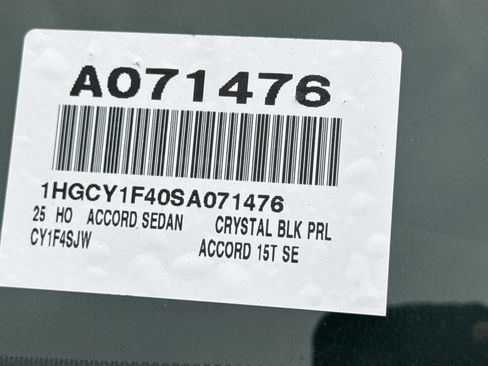 A071476
1HGCY1F40SA071476
25 HO ACCORD SEDAN CRYSTAL BLK PRL
CY1F4SJW ACCORD 15T SE